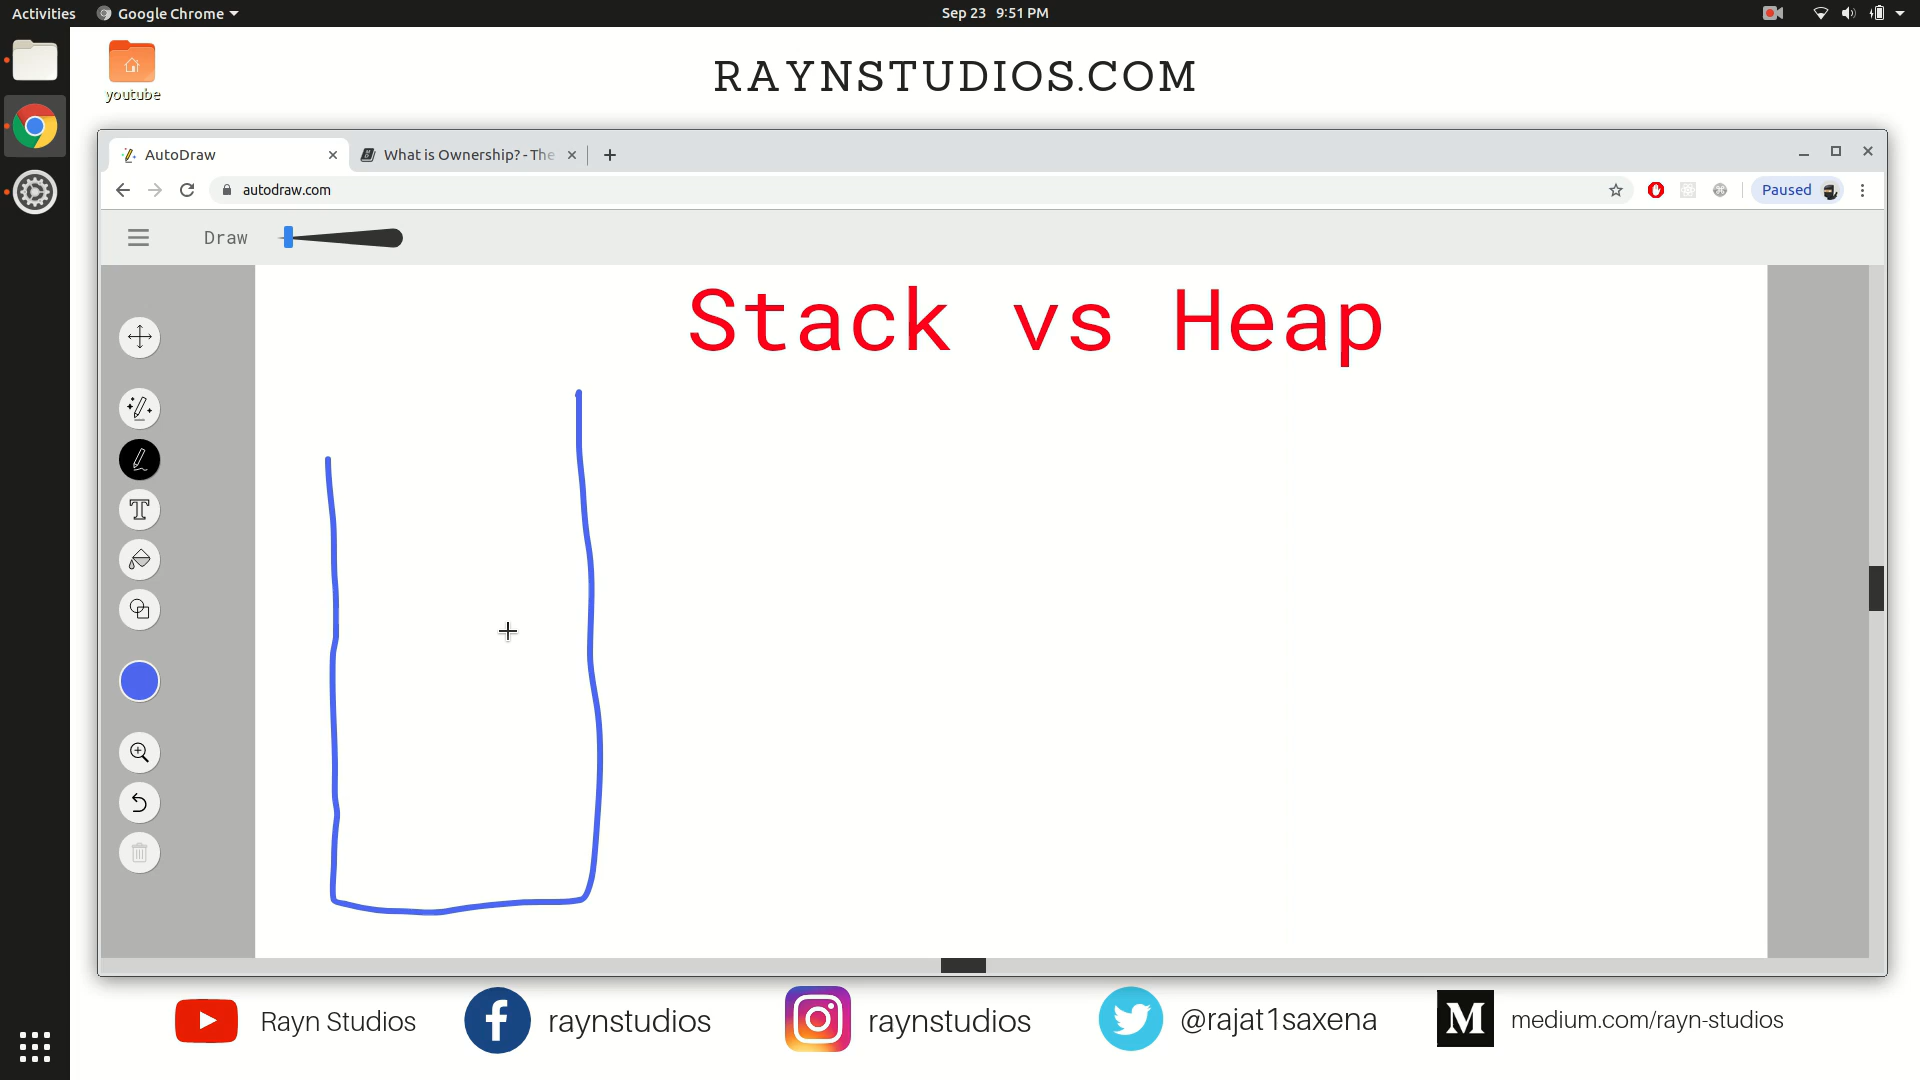 Activities Google Chrome Sep 23 9:51 PM
youtube
RAYNSTUDIOS.COM
AutoDraw What is Ownership? - The
autodraw.com Paused
Draw
Stack vs Heap
Rayn Studios raynstudios raynstudios @rajat1saxena medium.com/rayn-studios